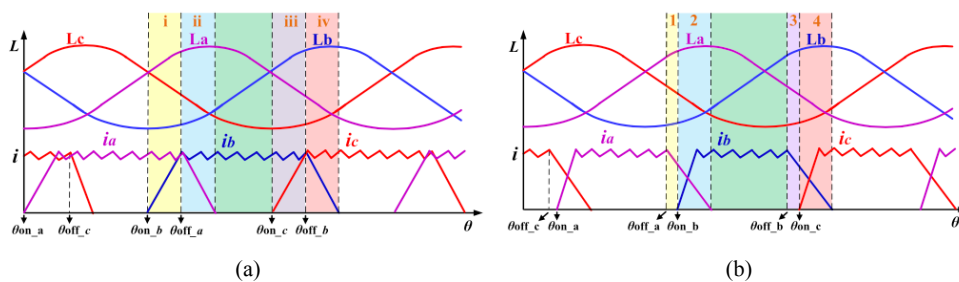 i ii iii iv
L Lc La Lb
i ia ib ic
θon_a θoff_c θon_b θoff_a θon_c θoff_b θ
(a)
1 2 3 4
L Lc La Lb
i ia ib ic
θoff_c θon_a θoff_a θon_b θoff_b θon_c θ
(b)